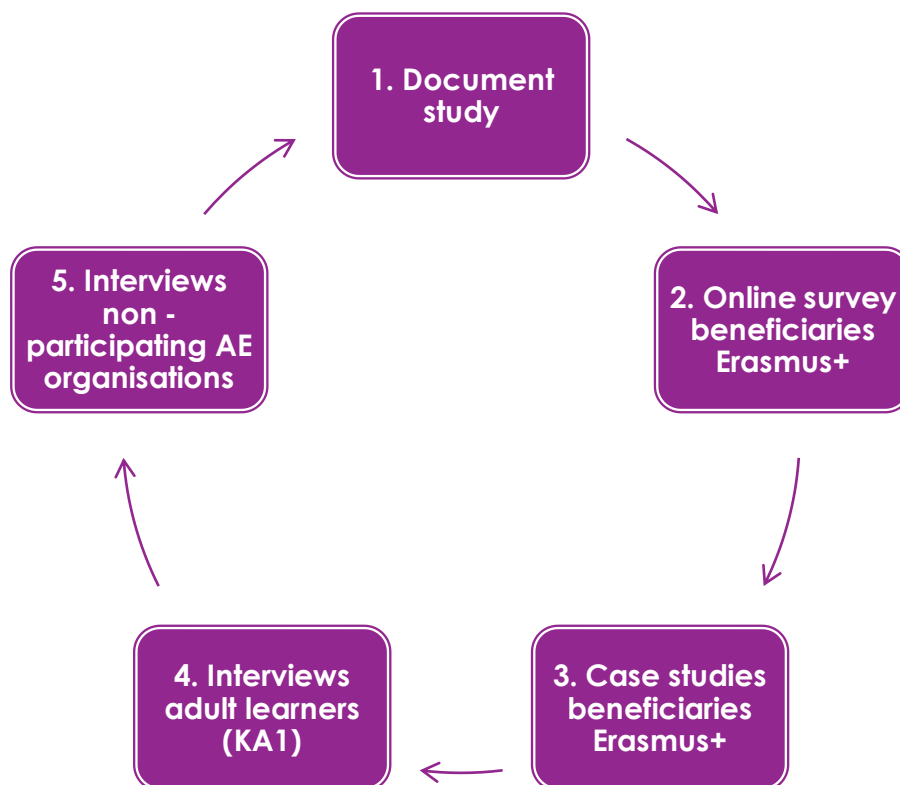 1. Document
study
2. Online survey
beneficiaries
Erasmus+
3. Case studies
beneficiaries
Erasmus+
4. Interviews
adult learners
(KA1)
5. Interviews
non -
participating AE
organisations